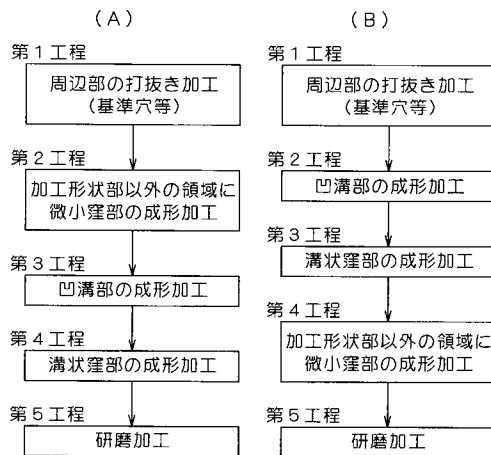 (A)
第1工程
周辺部の打抜き加工
(基準穴等)
第2工程
加工形状部以外の領域に
微小窪部の成形加工
第3工程
凹溝部の成形加工
第4工程
溝状窪部の成形加工
第5工程
研磨加工
(B)
第1工程
周辺部の打抜き加工
(基準穴等)
第2工程
凹溝部の成形加工
第3工程
溝状窪部の成形加工
第4工程
加工形状部以外の領域に
微小窪部の成形加工
第5工程
研磨加工